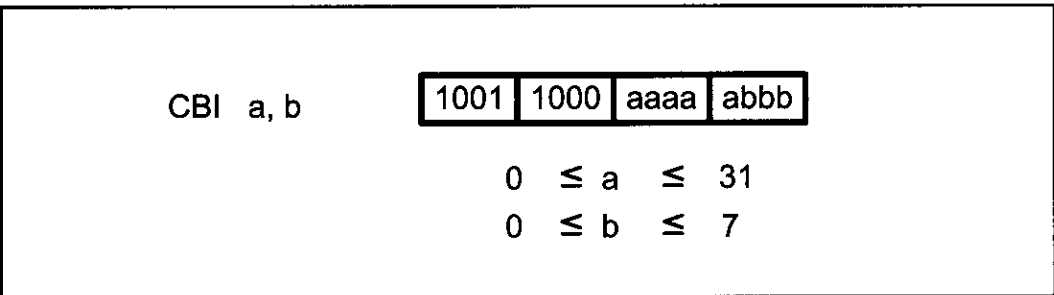 CBI a, b 1001 1000 aaaa abbb
0 ≤ a ≤ 31
0 ≤ b ≤ 7